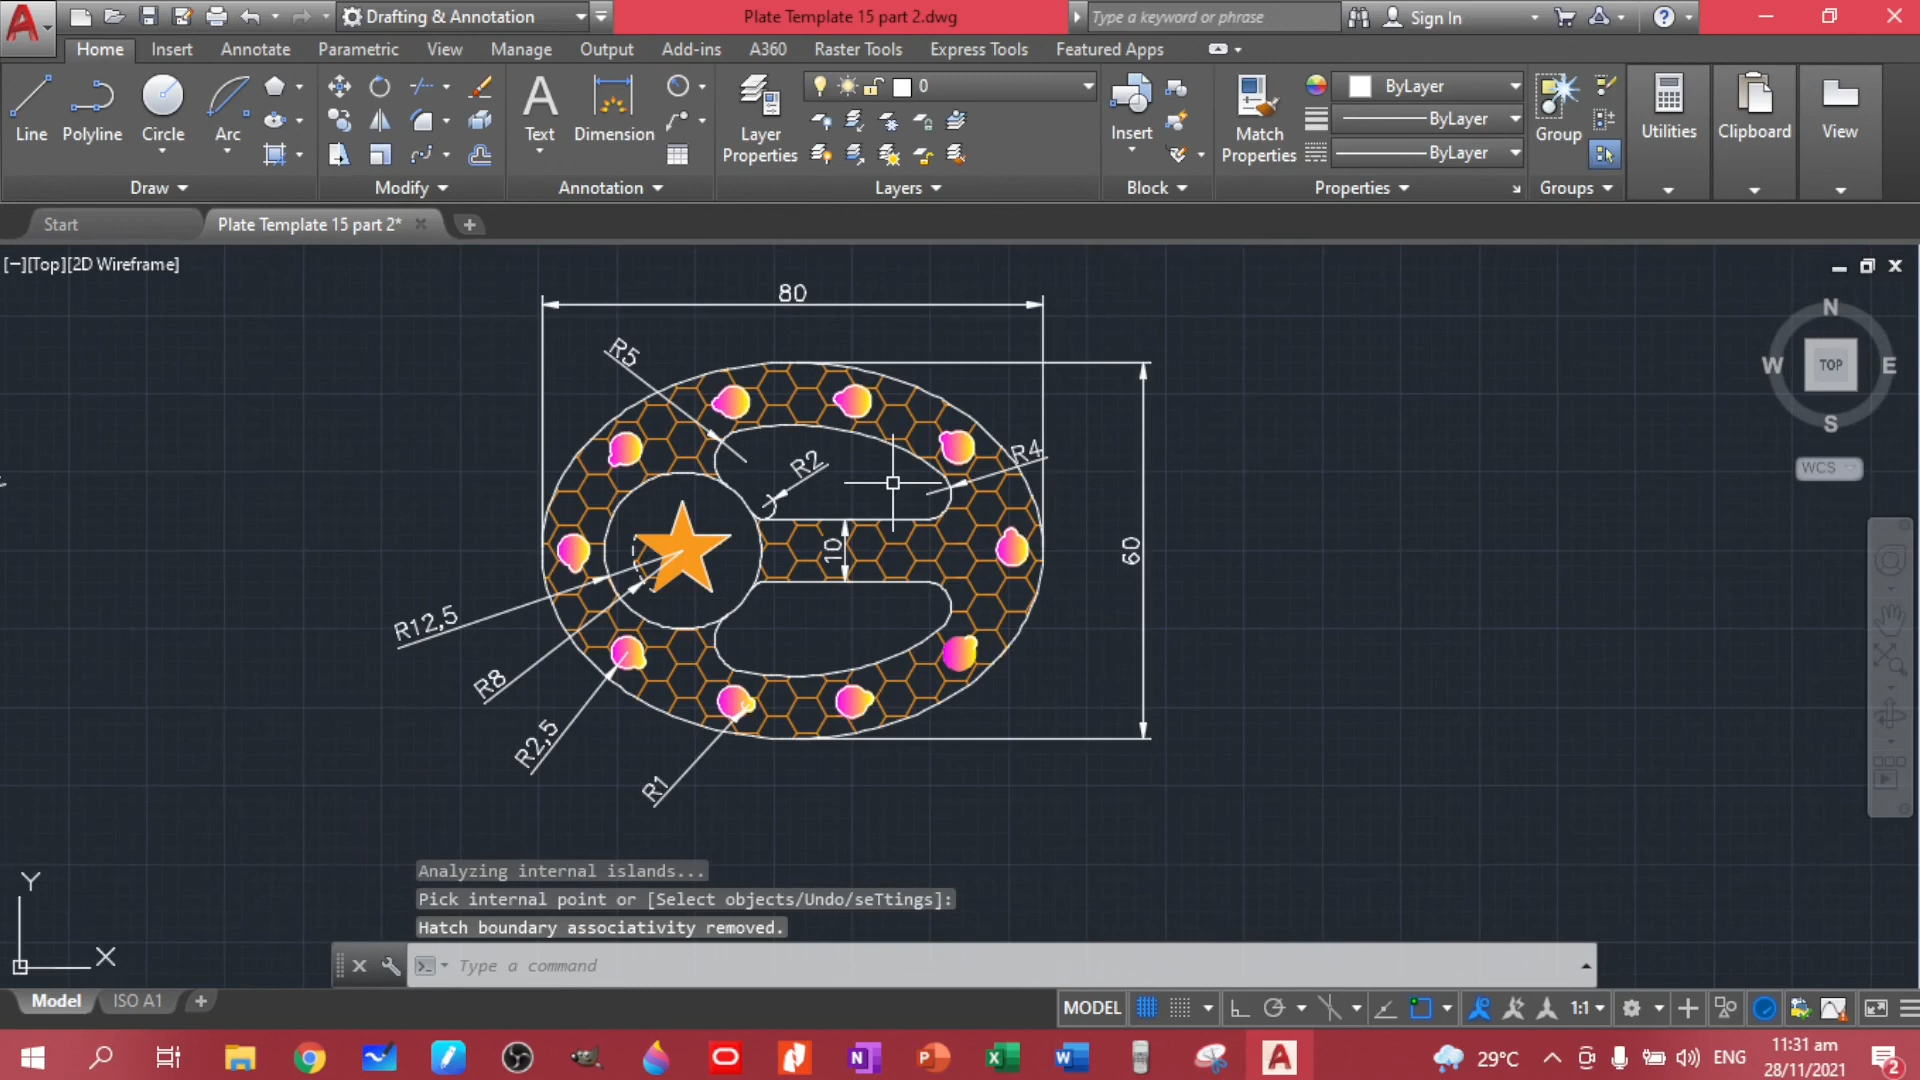 Drafting & Annotation
Plate Template 15 part 2.dwg
Type a keyword or phrase
Sign In
Home Insert Annotate Parametric View Manage Output Add-ins A360 Raster Tools Express Tools Featured Apps
0
ByLayer
Line Polyline Circle Arc
Text Dimension
Layer Properties
Insert
Match Properties
ByLayer
ByLayer
Group
Utilities
Clipboard
View
Draw Modify Annotation Layers Block Properties Groups
Start
Plate Template 15 part 2*
[−][Top][2D Wireframe]
80
R5
R2
R4
10
60
R12,5
R8
R2,5
R1
N
W TOP E
S
WCS
Y
X
Analyzing internal islands...
Pick internal point or [Select objects/Undo/seTtings]:
Hatch boundary associativity removed.
Type a command
Model
ISO A1
MODEL
1:1
29°C
ENG
11:31 am
28/11/2021
2